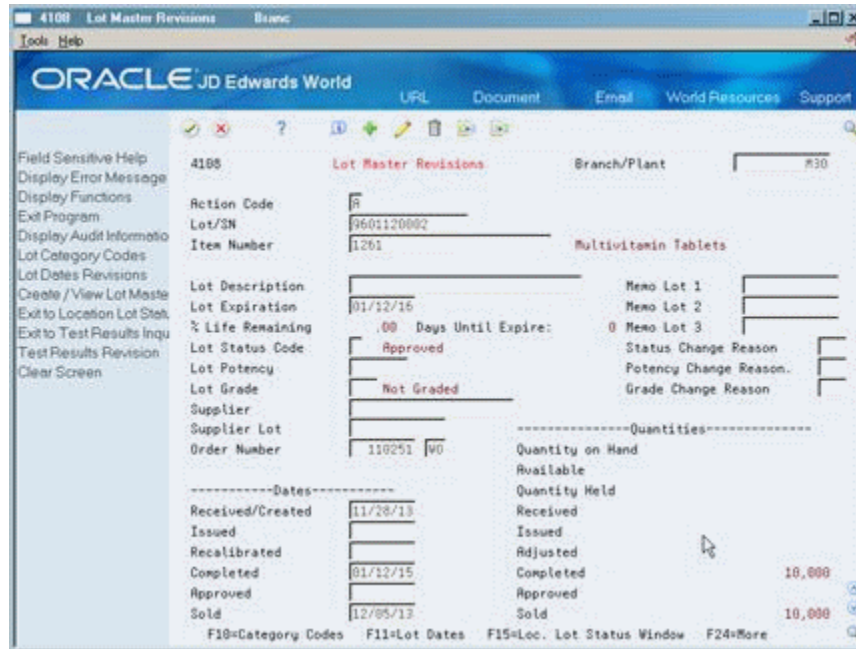 4108 Lot Master Revisions Branc
Tools Help
ORACLE JD Edwards World
URL Document Email World Resources Support
Field Sensitive Help
Display Error Message
Display Functions
Exit Program
Display Audit Informatio
Lot Category Codes
Lot Dates Revisions
Create / View Lot Maste
Exit to Location Lot Statu
Exit to Test Results Inqu
Test Results Revision
Clear Screen
4108 Lot Master Revisions Branch/Plant M30
Action Code A
Lot/SN 9601120002
Item Number 1261 Multivitamin Tablets
Lot Description Memo Lot 1
Lot Expiration 01/12/16 Memo Lot 2
% Life Remaining .00 Days Until Expire: 0 Memo Lot 3
Lot Status Code Approved Status Change Reason
Lot Potency Potency Change Reason.
Lot Grade Not Graded Grade Change Reason
Supplier
Supplier Lot --------------Quantities-------------
Order Number 110251 WO Quantity on Hand
Available
-----------Dates----------- Quantity Held
Received/Created 11/28/13 Received
Issued Issued
Recalibrated Adjusted
Completed 01/12/15 Completed 10,000
Approved Approved
Sold 12/05/13 Sold 10,000
F10=Category Codes F11=Lot Dates F15=Loc. Lot Status Window F24=More